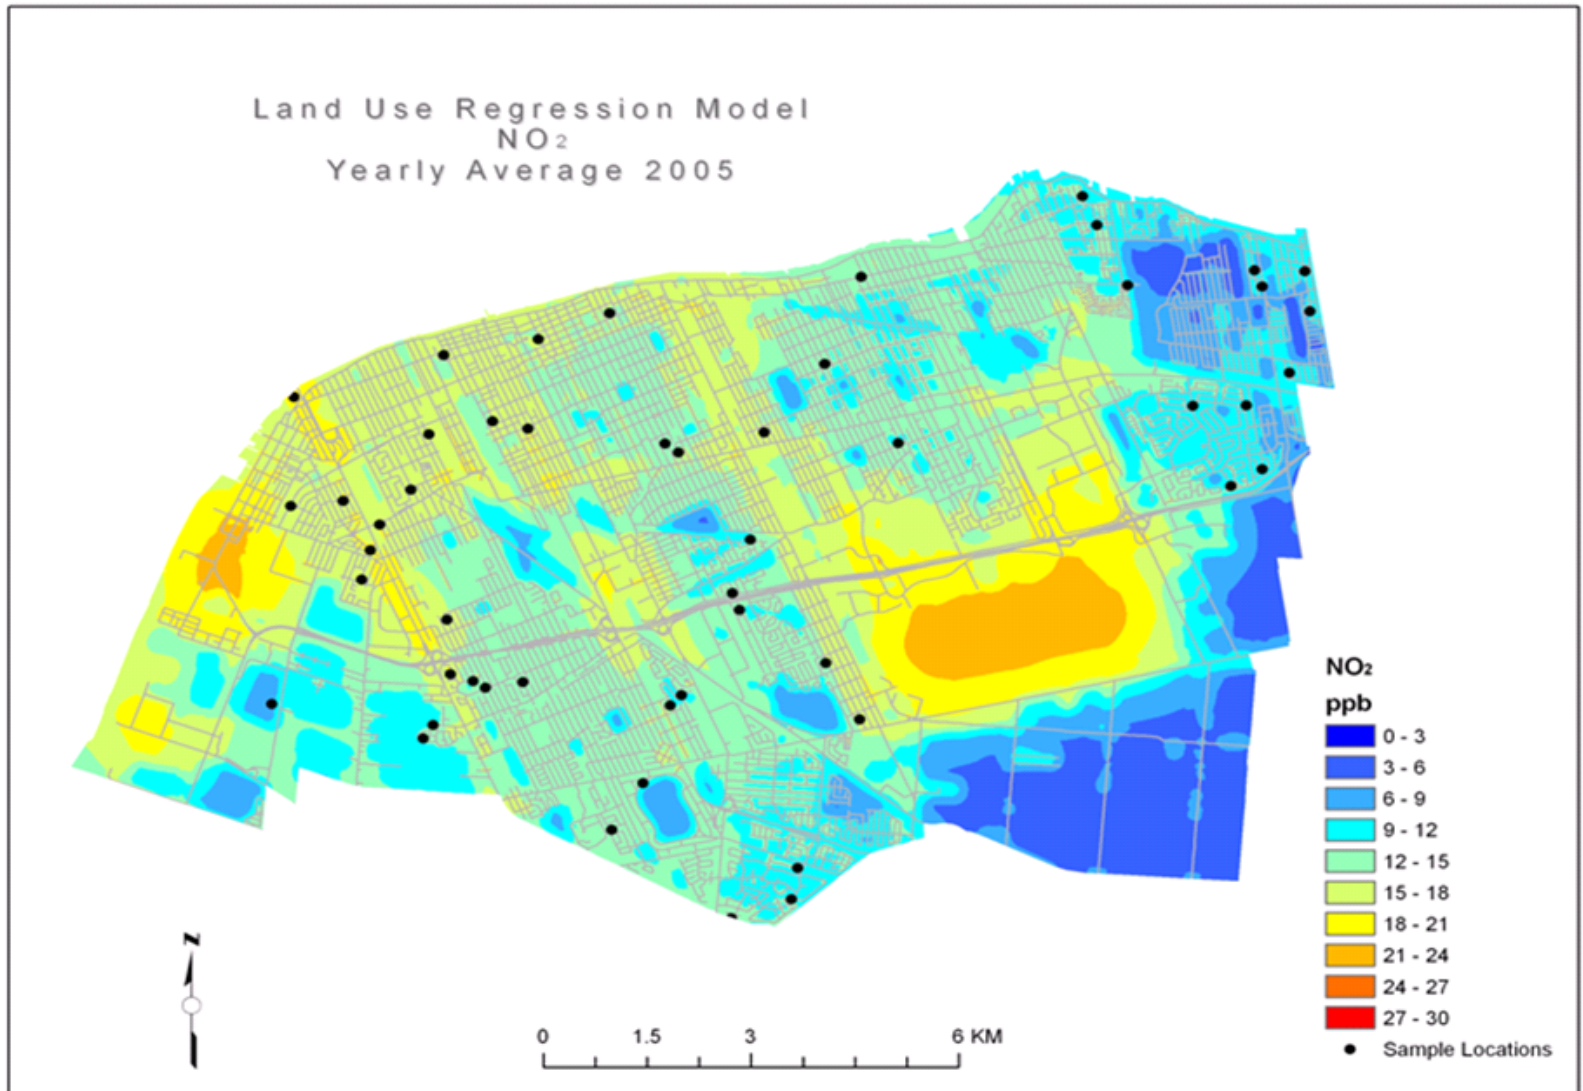 Land Use Regression Model
NO₂
Yearly Average 2005
NO₂
ppb
0 - 3
3 - 6
6 - 9
9 - 12
12 - 15
15 - 18
18 - 21
21 - 24
24 - 27
27 - 30
Sample Locations
N
0 1.5 3 6 KM